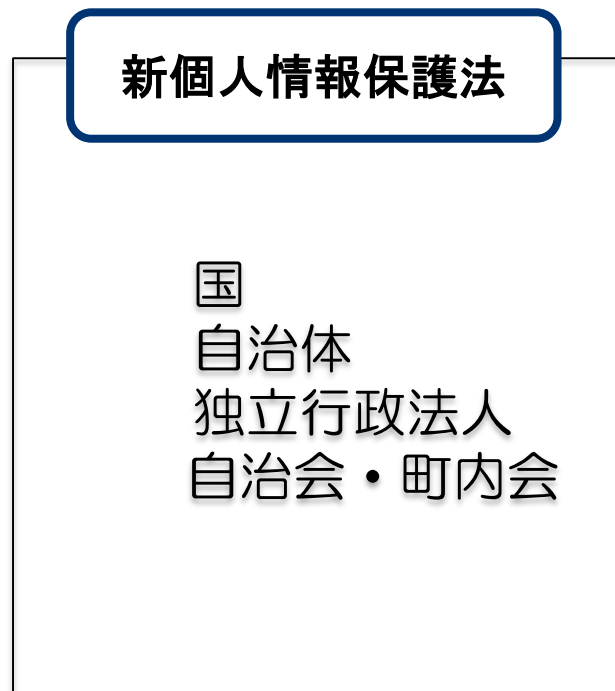 新個人情報保護法
国
自治体
独立行政法人
自治会・町内会